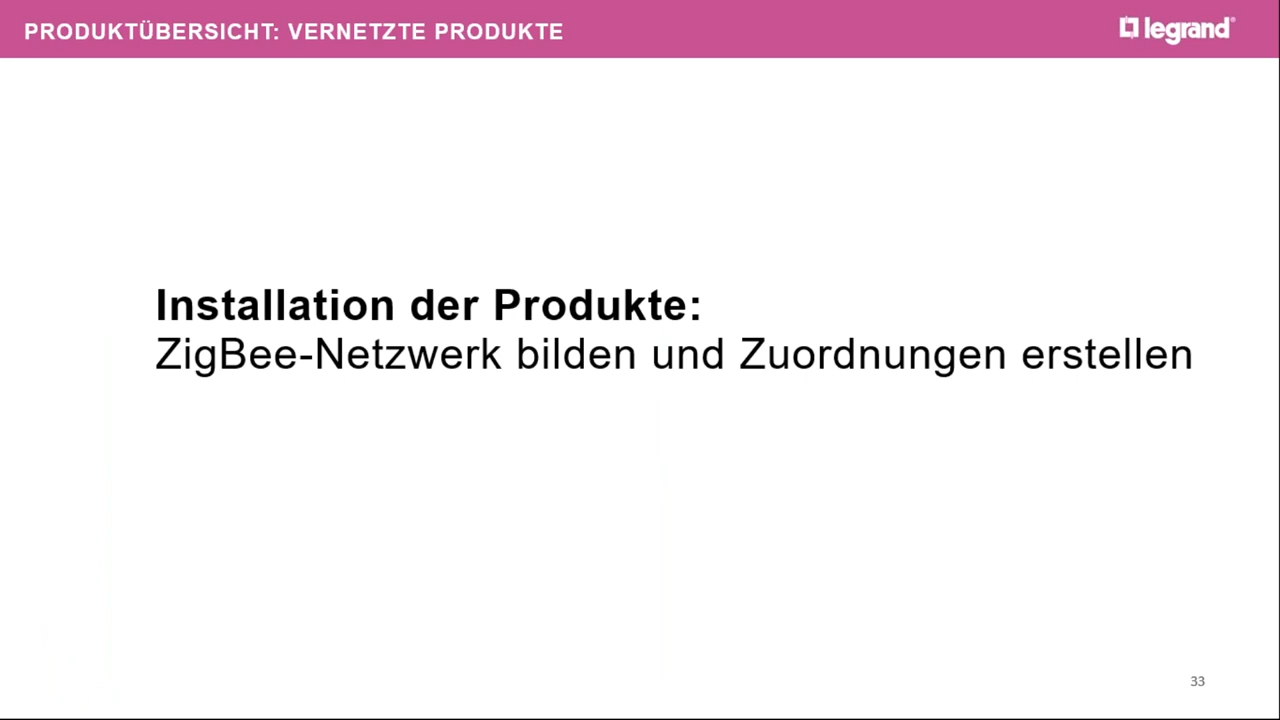 PRODUKTÜBERSICHT: VERNETZTE PRODUKTE
legrand®
Installation der Produkte:
ZigBee-Netzwerk bilden und Zuordnungen erstellen
33